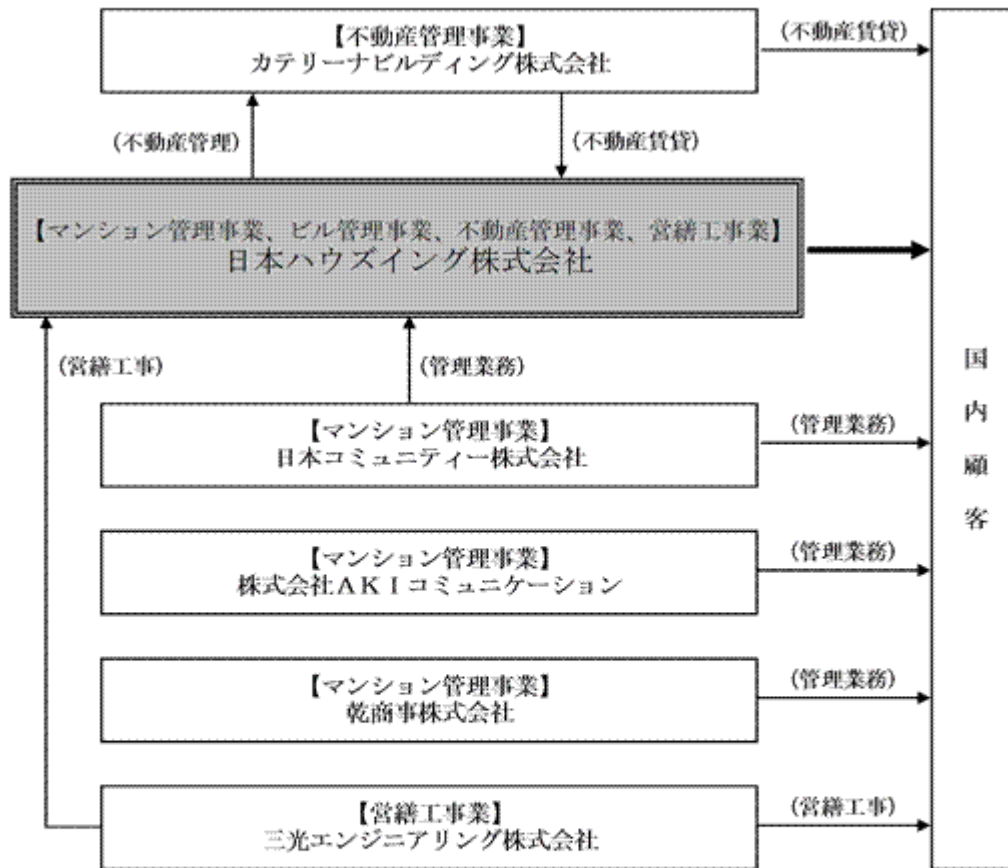 【不動産管理事業】
カテリーナビルディング株式会社
(不動産賃貸)
(不動産管理)
(不動産賃貸)
【マンション管理事業、ビル管理事業、不動産管理事業、営繕工事業】
日本ハウズイング株式会社
(営繕工事)
(管理業務)
【マンション管理事業】
日本コミュニティー株式会社
(管理業務)
【マンション管理事業】
株式会社AKIコミュニケーション
(管理業務)
【マンション管理事業】
乾商事株式会社
(管理業務)
【営繕工事業】
三光エンジニアリング株式会社
(営繕工事)
国内顧客